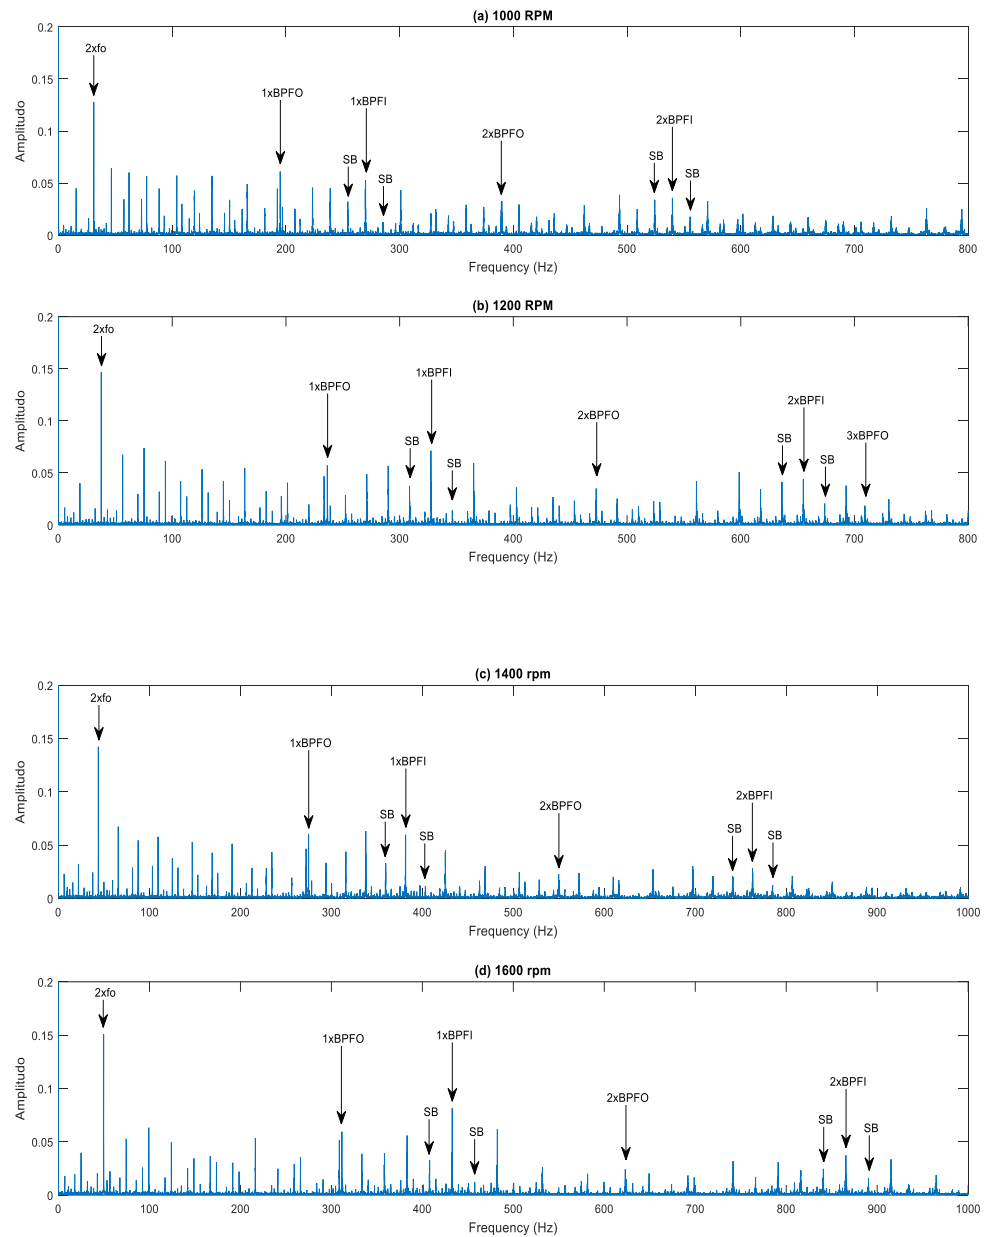 (a) 1000 RPM
0.2
2xfo
0.15
1xBPFO
1xBPFI
Amplitudo
0.1
2xBPFO
2xBPFI
SB
SB
SB
SB
0.05
0
0 100 200 300 400 500 600 700 800
Frequency (Hz)
(b) 1200 RPM
0.2
2xfo
0.15
1xBPFO
1xBPFI
Amplitudo
0.1
2xBPFO
2xBPFI
SB
SB
SB
SB
3xBPFO
0.05
0
0 100 200 300 400 500 600 700 800
Frequency (Hz)
(c) 1400 rpm
0.2
2xfo
0.15
1xBPFO
1xBPFI
Amplitudo
0.1
2xBPFO
2xBPFI
SB
SB
SB
SB
0.05
0
0 100 200 300 400 500 600 700 800 900 1000
Frequency (Hz)
(d) 1600 rpm
0.2
2xfo
0.15
1xBPFO
1xBPFI
Amplitudo
0.1
2xBPFO
2xBPFI
SB
SB
SB
SB
0.05
0
0 100 200 300 400 500 600 700 800 900 1000
Frequency (Hz)